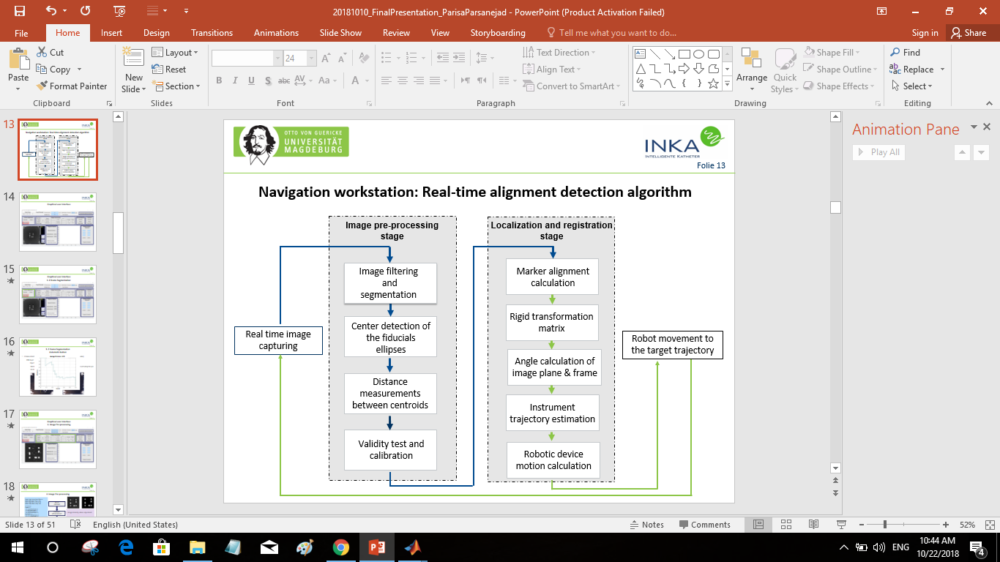 20181010_FinalPresentation_ParisaParsanejad - PowerPoint (Product Activation Failed)
File
Home
Insert
Design
Transitions
Animations
Slide Show
Review
View
Storyboarding
Tell me what you want to do...
Sign in
Share
Paste
Cut
Copy
Format Painter
Clipboard
New
Slide
Layout
Reset
Section
Slides
24
B I U S abc AV Aa A
Font
Paragraph
Text Direction
Align Text
Convert to SmartArt
Arrange
Quick
Styles
Shape Fill
Shape Outline
Shape Effects
Drawing
Find
Replace
Select
Editing
13
14
15
16
17
18
OTTO VON GUERICKE
UNIVERSITÄT
MAGDEBURG
INKA
INTELLIGENTE KATHETER
Folie 13
Navigation workstation: Real-time alignment detection algorithm
Real time image
capturing
Image pre-processing
stage
Image filtering
and
segmentation
Center detection of
the fiducials
ellipses
Distance
measurements
between centroids
Validity test and
calibration
Localization and registration
stage
Marker alignment
calculation
Rigid transformation
matrix
Angle calculation of
image plane & frame
Instrument
trajectory estimation
Robotic device
motion calculation
Robot movement to
the target trajectory
Animation Pane
Play All
Slide 13 of 51
English (United States)
Notes
Comments
52%
ENG
10:44 AM
10/22/2018
4